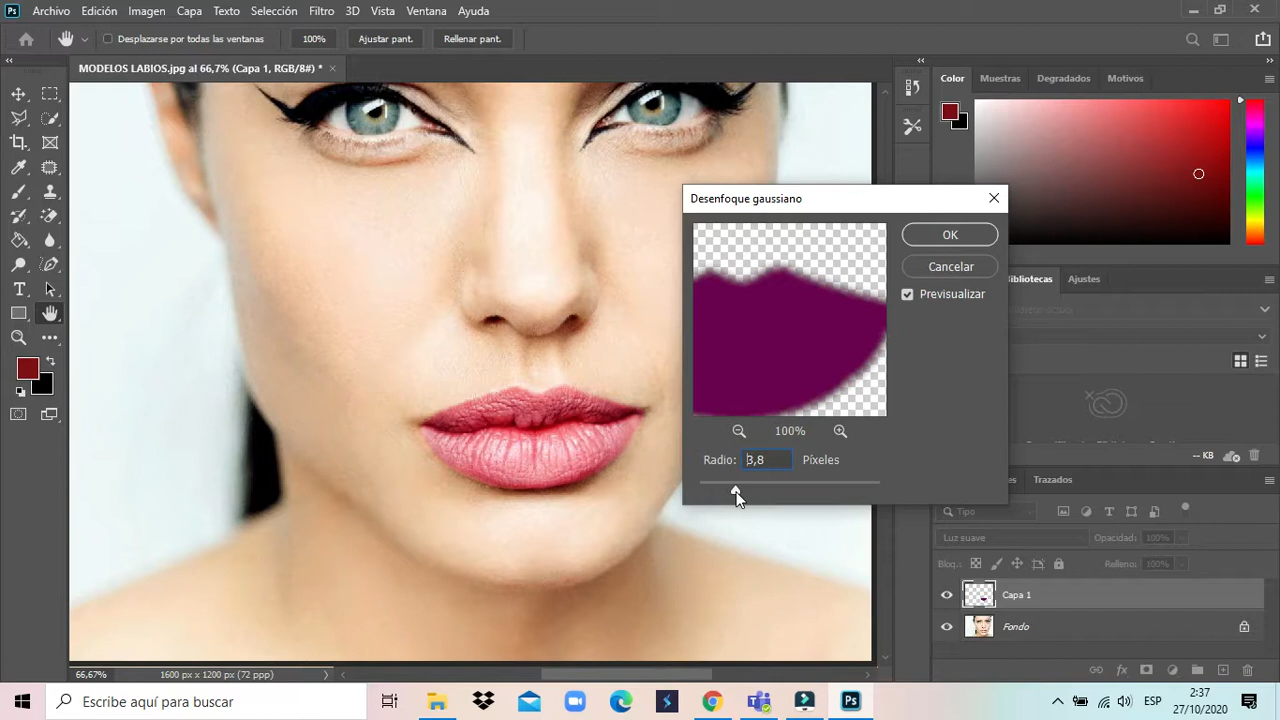 Ps Archivo Edición Imagen Capa Texto Selección Filtro 3D Vista Ventana Ayuda
Desplazarse por todas las ventanas 100% Ajustar pant. Rellenar pant.
MODELOS LABIOS.jpg al 66,7% (Capa 1, RGB/8#) * ×
Color Muestras Degradados Motivos
Desenfoque gaussiano
OK
Cancelar
Previsualizar
100%
Radio: 3,8 Píxeles
Bibliotecas Ajustes
-- KB
Trazados
Tipo
Luz suave Opacidad: 100%
Bloq.: Relleno: 100%
Capa 1
Fondo
66,67% 1600 px x 1200 px (72 ppp)
Escribe aquí para buscar
ESP
2:37
27/10/2020